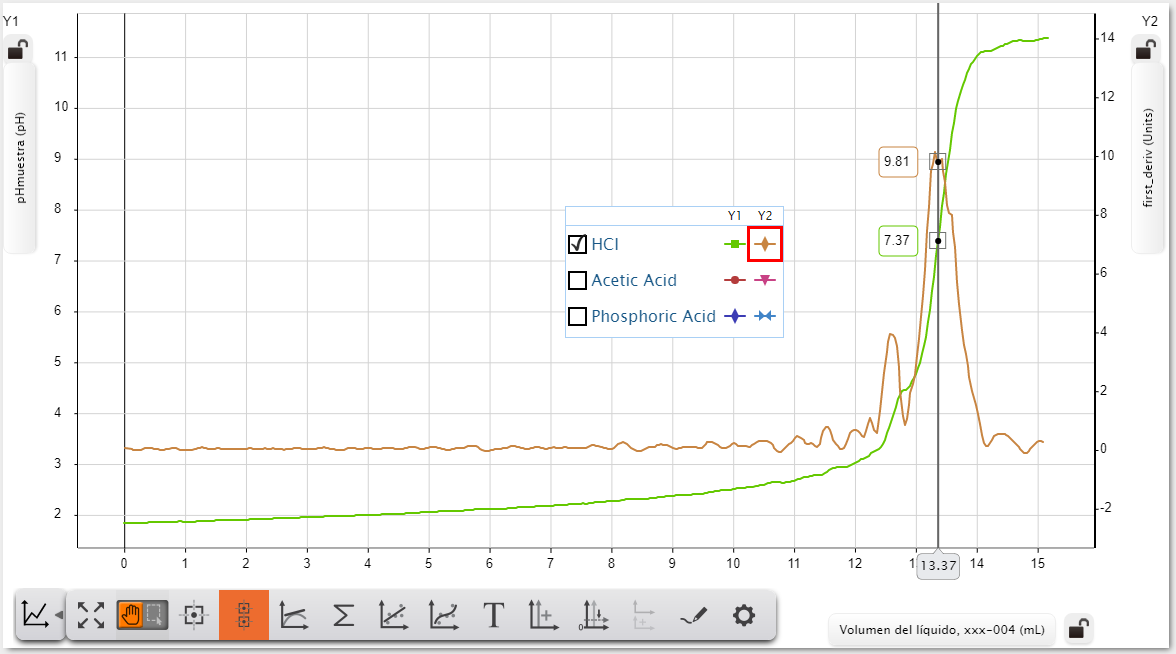 Y1
Y2
pHmuestra (pH)
first_deriv (Units)
11
10
9
8
7
6
5
4
3
2
14
12
10
8
6
4
2
0
-2
9.81
7.37
Y1 Y2
HCl
Acetic Acid
Phosphoric Acid
0 1 2 3 4 5 6 7 8 9 10 11 12 1 13.37 14 15
Σ T 0
Volumen del líquido, xxx-004 (mL)